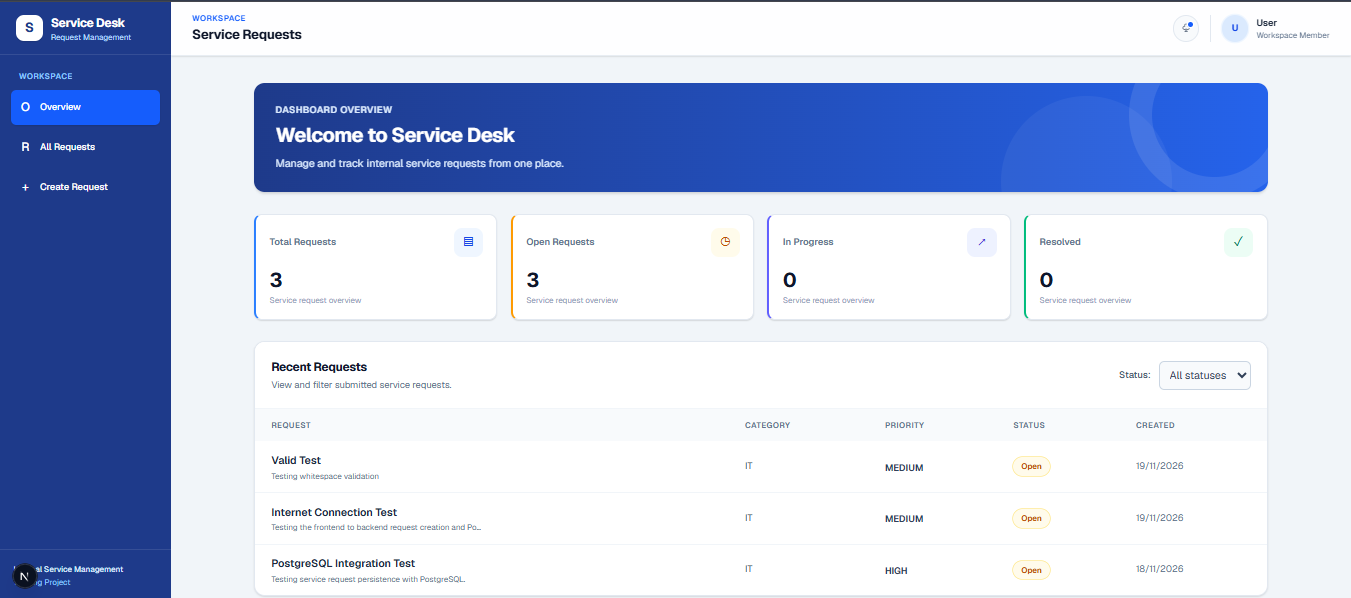 S
Service Desk
Request Management
WORKSPACE
O Overview
R All Requests
+ Create Request
al Service Management
N
g Project
WORKSPACE
Service Requests
U
User
Workspace Member
DASHBOARD OVERVIEW
Welcome to Service Desk
Manage and track internal service requests from one place.
Total Requests
3
Service request overview
Open Requests
3
Service request overview
In Progress
0
Service request overview
Resolved
0
Service request overview
Recent Requests
View and filter submitted service requests.
Status: All statuses
REQUEST CATEGORY PRIORITY STATUS CREATED
Valid Test
Testing whitespace validation
IT MEDIUM Open 19/11/2026
Internet Connection Test
Testing the frontend to backend request creation and Po...
IT MEDIUM Open 19/11/2026
PostgreSQL Integration Test
Testing service request persistence with PostgreSQL.
IT HIGH Open 18/11/2026